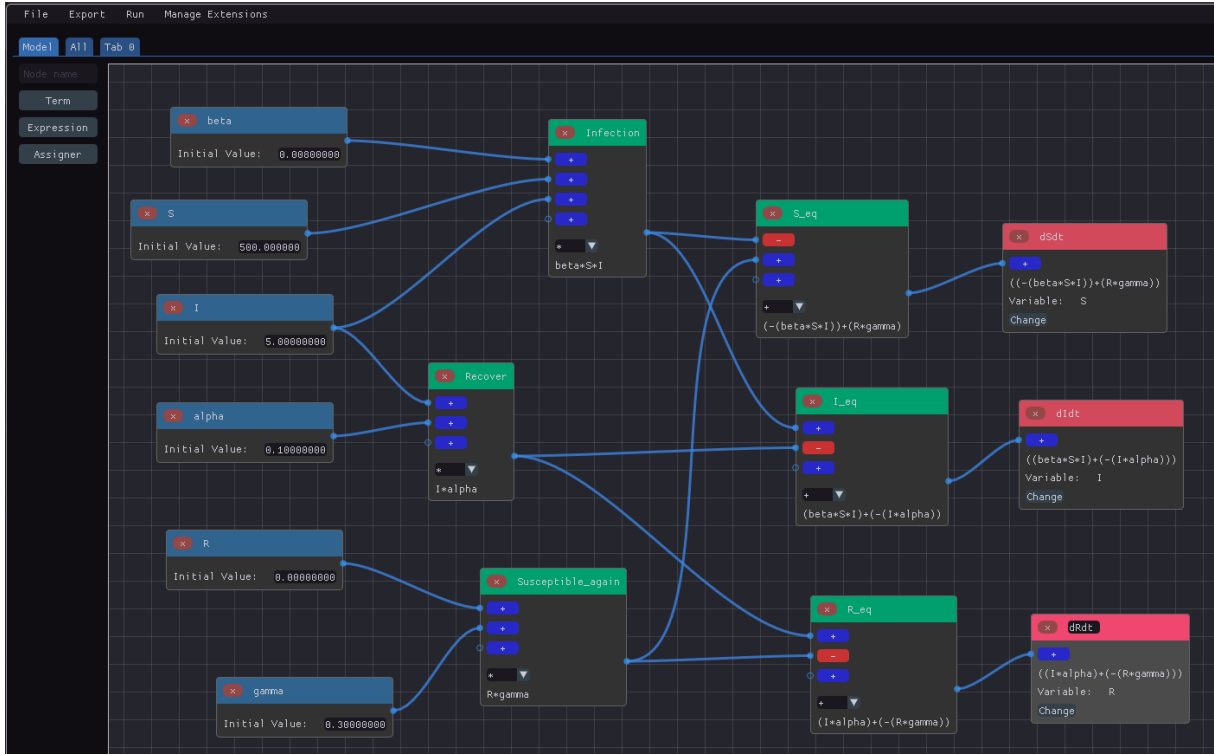 File Export Run Manage Extensions
Model All Tab 0
Node name
Term
Expression
Assigner
× beta
Initial Value: 0.00000000
× S
Initial Value: 500.000000
× I
Initial Value: 5.00000000
× alpha
Initial Value: 0.10000000
× R
Initial Value: 0.00000000
× gamma
Initial Value: 0.30000000
× Infection
+
+
+
+
* ▼
beta*S*I
× Recover
+
+
+
* ▼
I*alpha
× Susceptible_again
+
+
+
* ▼
R*gamma
× S_eq
-
+
+
+ ▼
(-(beta*S*I))+(R*gamma)
× I_eq
+
-
+
+ ▼
(beta*S*I)+(-(I*alpha))
× R_eq
+
-
+
+ ▼
(I*alpha)+(-(R*gamma))
× dSdt
+
((-(beta*S*I))+(R*gamma))
Variable: S
Change
× dIdt
+
((beta*S*I)+(-(I*alpha)))
Variable: I
Change
× dRdt
+
((I*alpha)+(-(R*gamma)))
Variable: R
Change